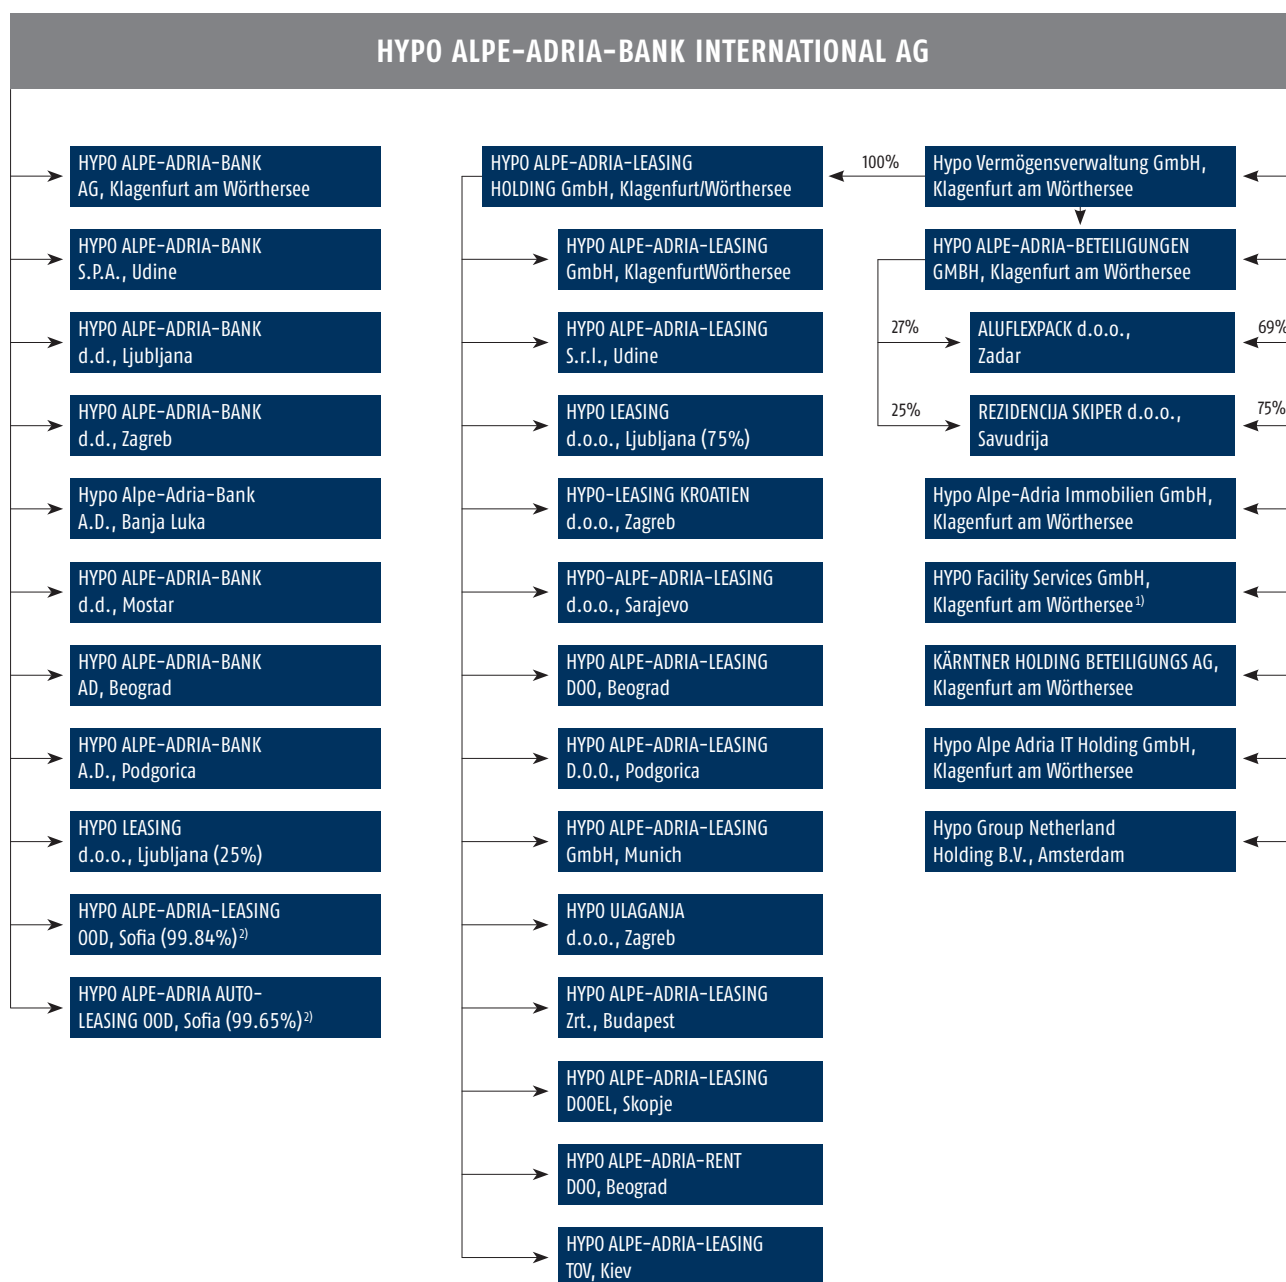 HYPO ALPE-ADRIA-BANK INTERNATIONAL AG
HYPO ALPE-ADRIA-BANK
AG, Klagenfurt am Wörthersee
HYPO ALPE-ADRIA-BANK
S.P.A., Udine
HYPO ALPE-ADRIA-BANK
d.d., Ljubljana
HYPO ALPE-ADRIA-BANK
d.d., Zagreb
Hypo Alpe-Adria-Bank
A.D., Banja Luka
HYPO ALPE-ADRIA-BANK
d.d., Mostar
HYPO ALPE-ADRIA-BANK
AD, Beograd
HYPO ALPE-ADRIA-BANK
A.D., Podgorica
HYPO LEASING
d.o.o., Ljubljana (25%)
HYPO ALPE-ADRIA-LEASING
OOD, Sofia (99.84%) 2)
HYPO ALPE-ADRIA AUTO-
LEASING OOD, Sofia (99.65%) 2)
HYPO ALPE-ADRIA-LEASING
HOLDING GmbH, Klagenfurt/Wörthersee
HYPO ALPE-ADRIA-LEASING
GmbH, KlagenfurtWörthersee
HYPO ALPE-ADRIA-LEASING
S.r.l., Udine
HYPO LEASING
d.o.o., Ljubljana (75%)
HYPO-LEASING KROATIEN
d.o.o., Zagreb
HYPO-ALPE-ADRIA-LEASING
d.o.o., Sarajevo
HYPO ALPE-ADRIA-LEASING
DOO, Beograd
HYPO ALPE-ADRIA-LEASING
D.O.O., Podgorica
HYPO ALPE-ADRIA-LEASING
GmbH, Munich
HYPO ULAGANJA
d.o.o., Zagreb
HYPO ALPE-ADRIA-LEASING
Zrt., Budapest
HYPO ALPE-ADRIA-LEASING
DOOEL, Skopje
HYPO ALPE-ADRIA-RENT
DOO, Beograd
HYPO ALPE-ADRIA-LEASING
TOV, Kiev
100%
Hypo Vermögensverwaltung GmbH,
Klagenfurt am Wörthersee
HYPO ALPE-ADRIA-BETEILIGUNGEN
GMBH, Klagenfurt am Wörthersee
27%
ALUFLEXPACK d.o.o.,
Zadar
69%
25%
REZIDENCIJA SKIPER d.o.o.,
Savudrija
75%
Hypo Alpe-Adria Immobilien GmbH,
Klagenfurt am Wörthersee
HYPO Facility Services GmbH,
Klagenfurt am Wörthersee 1)
KÄRNTNER HOLDING BETEILIGUNGS AG,
Klagenfurt am Wörthersee
Hypo Alpe Adria IT Holding GmbH,
Klagenfurt am Wörthersee
Hypo Group Netherland
Holding B.V., Amsterdam